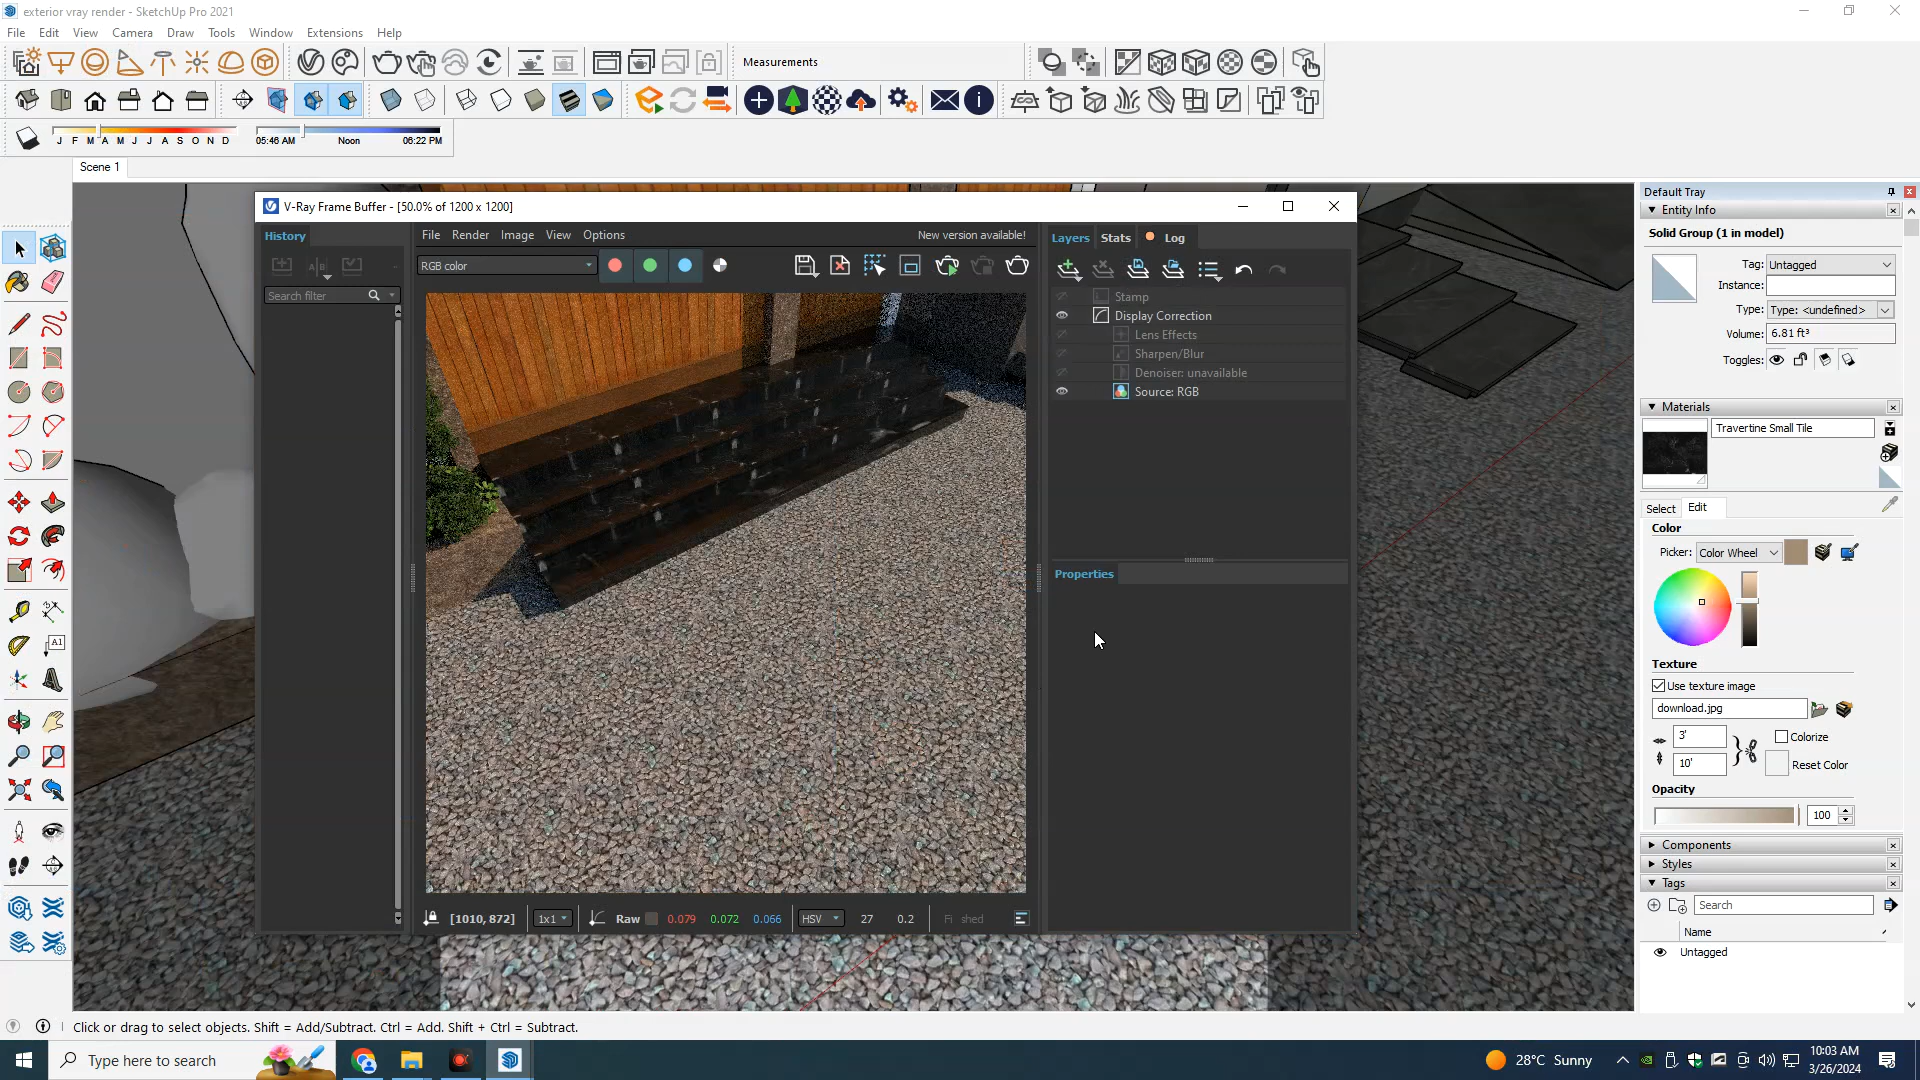 exterior vray render - SketchUp Pro 2021
File Edit View Camera Draw Tools Window Extensions Help
Measurements
J F M A M J J A S O N D
05:46 AM Noon 06:22 PM
Scene 1
V-Ray Frame Buffer - [50.0% of 1200 x 1200]
History
File Render Image View Options New version available!
RGB color
Search filter
Layers Stats Log
Stamp
Display Correction
Lens Effects
Sharpen/Blur
Denoiser: unavailable
Source: RGB
Properties
[1010, 872] 1x1 Raw 0.079 0.072 0.066 HSV 27 0.2
Default Tray
Entity Info
Solid Group (1 in model)
Tag: Untagged
Instance:
Type: Type: <undefined>
Volume: 6.81 ft³
Toggles:
Materials
Travertine Small Tile
Select Edit
Color
Picker: Color Wheel
Texture
Use texture image
download.jpg
3' Colorize
10' Reset Color
Opacity
100
Components
Styles
Tags
Search
Name
Untagged
A1
Click or drag to select objects. Shift = Add/Subtract. Ctrl = Add. Shift + Ctrl = Subtract.
Type here to search
28°C Sunny
10:03 AM
3/26/2024